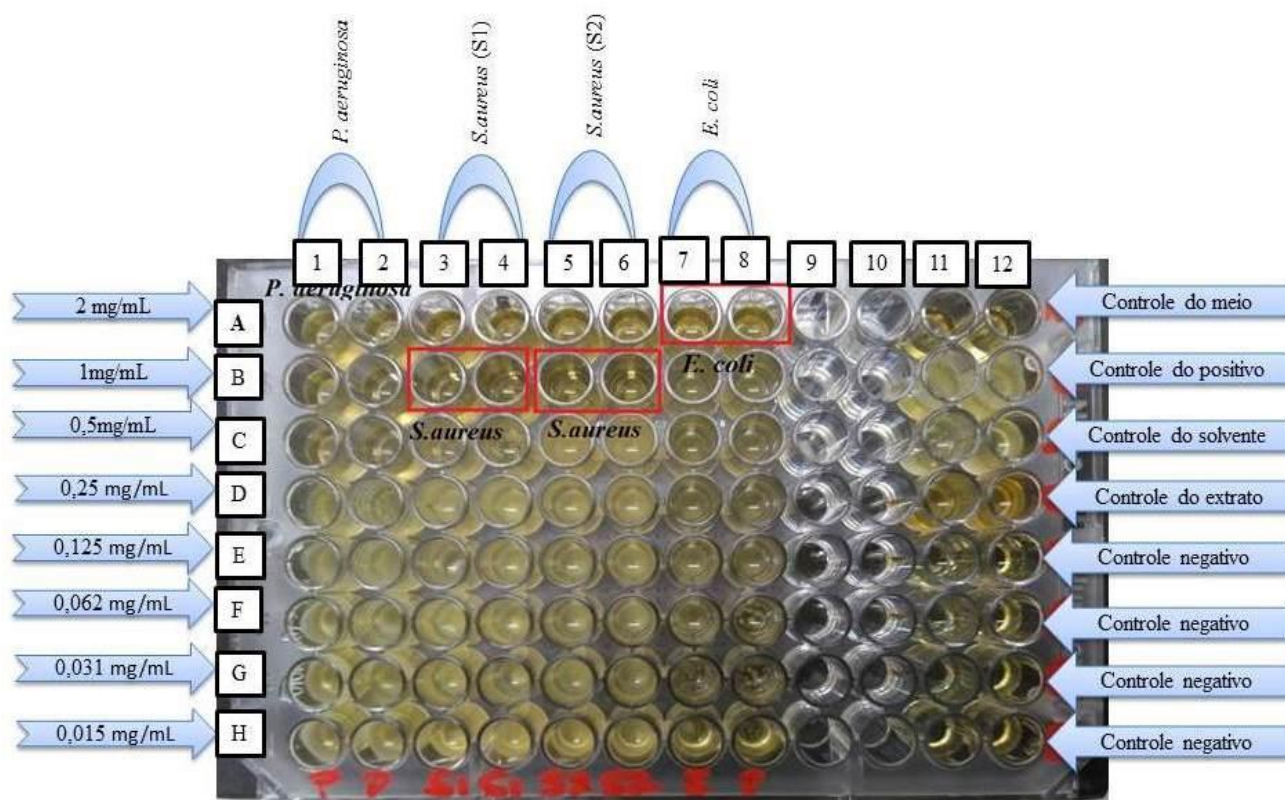 P. aeruginosa
S.aureus (S1)
S.aureus (S2)
E. coli
1 2 3 4 5 6 7 8 9 10 11 12
P. aeruginosa
2 mg/mL
A
Controle do meio
1mg/mL
B
E. coli
Controle do positivo
0,5mg/mL
C
S.aureus
S.aureus
Controle do solvente
0,25 mg/mL
D
Controle do extrato
0,125 mg/mL
E
Controle negativo
0,062 mg/mL
F
Controle negativo
0,031 mg/mL
G
Controle negativo
0,015 mg/mL
H
Controle negativo